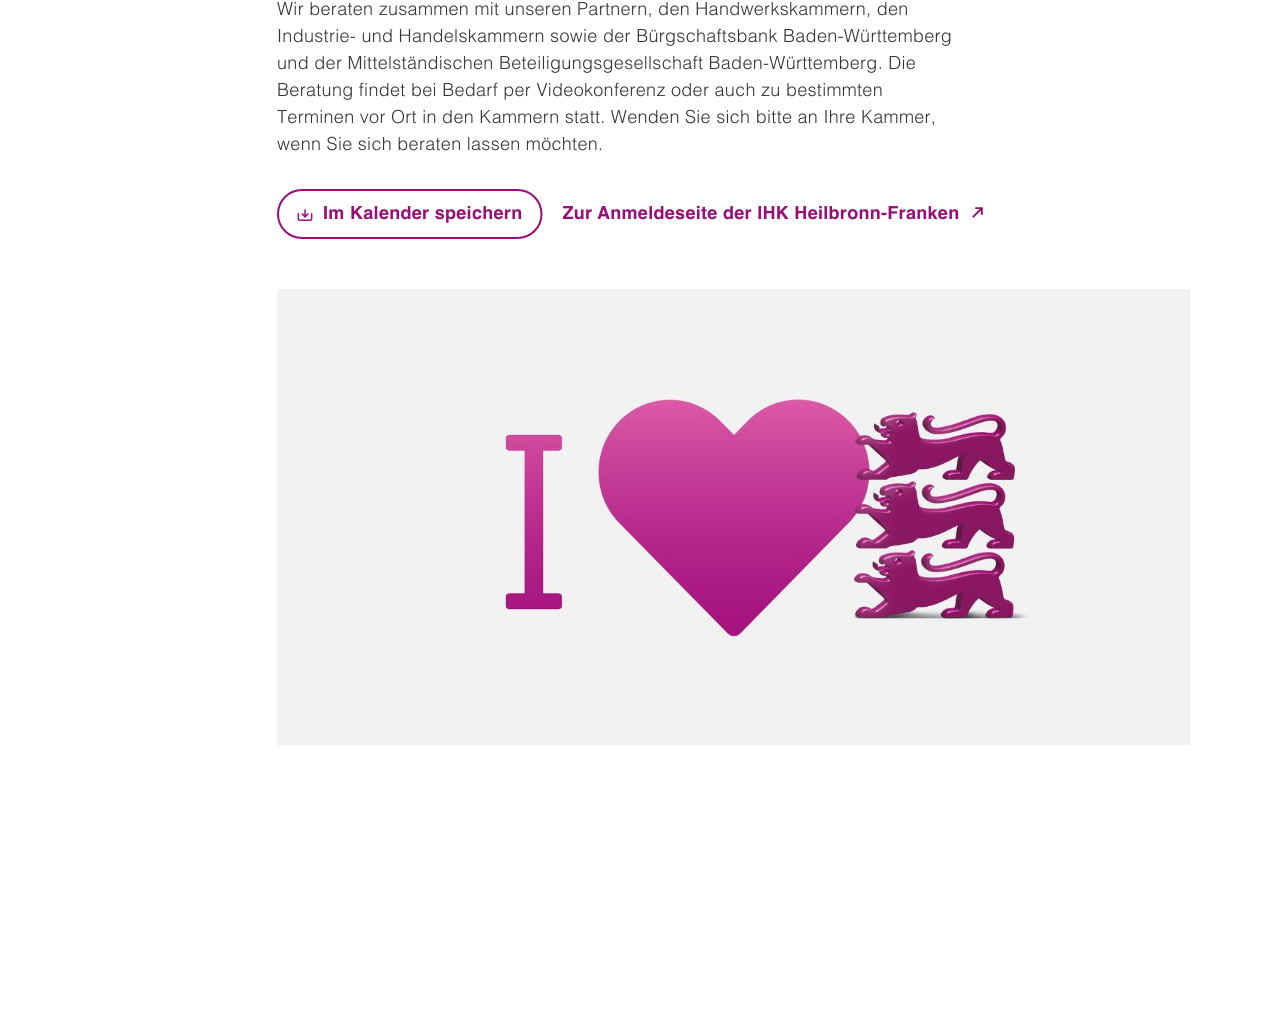 Wir beraten zusammen mit unseren Partnern, den Handwerkskammern, den
Industrie- und Handelskammern sowie der Bürgschaftsbank Baden-Württemberg
und der Mittelständischen Beteiligungsgesellschaft Baden-Württemberg. Die
Beratung findet bei Bedarf per Videokonferenz oder auch zu bestimmten
Terminen vor Ort in den Kammern statt. Wenden Sie sich bitte an Ihre Kammer,
wenn Sie sich beraten lassen möchten.
Im Kalender speichern
Zur Anmeldeseite der IHK Heilbronn-Franken
I